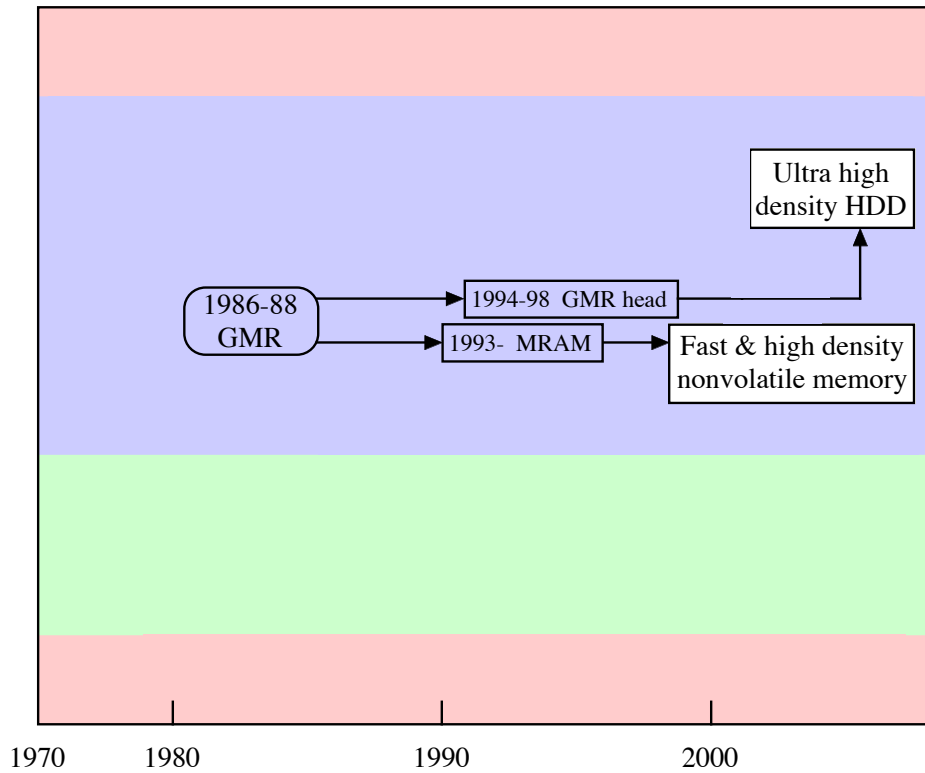 Ultra high
density HDD
1986-88
GMR
1994-98 GMR head
1993- MRAM
Fast & high density
nonvolatile memory
1970
1980
1990
2000